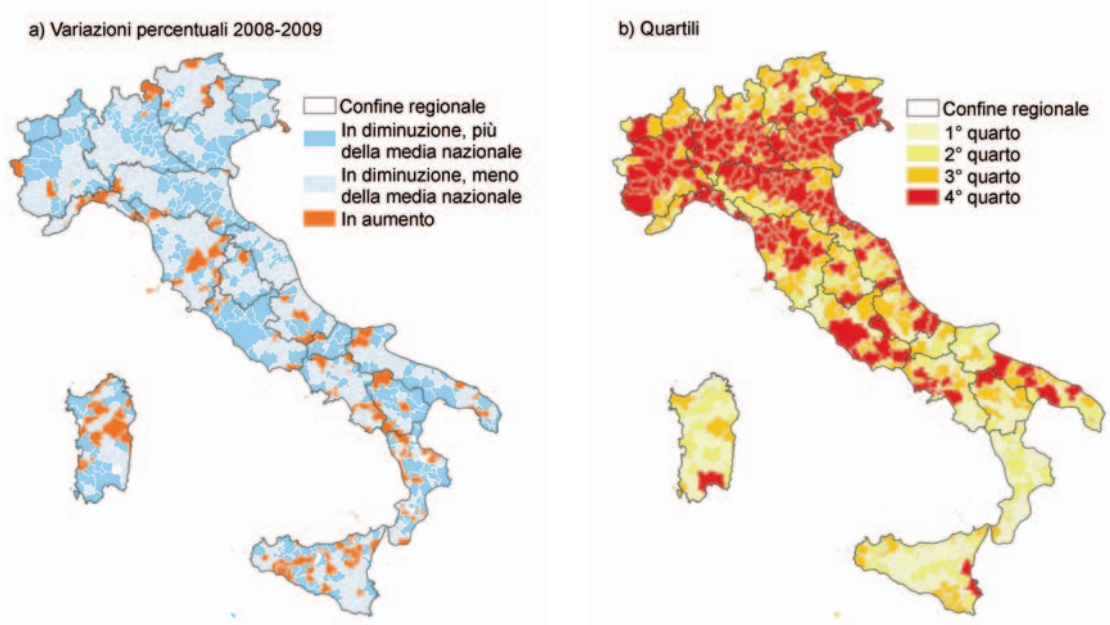 a) Variazioni percentuali 2008-2009
Confine regionale
In diminuzione, più
della media nazionale
In diminuzione, meno
della media nazionale
In aumento
b) Quartili
Confine regionale
1° quarto
2° quarto
3° quarto
4° quarto